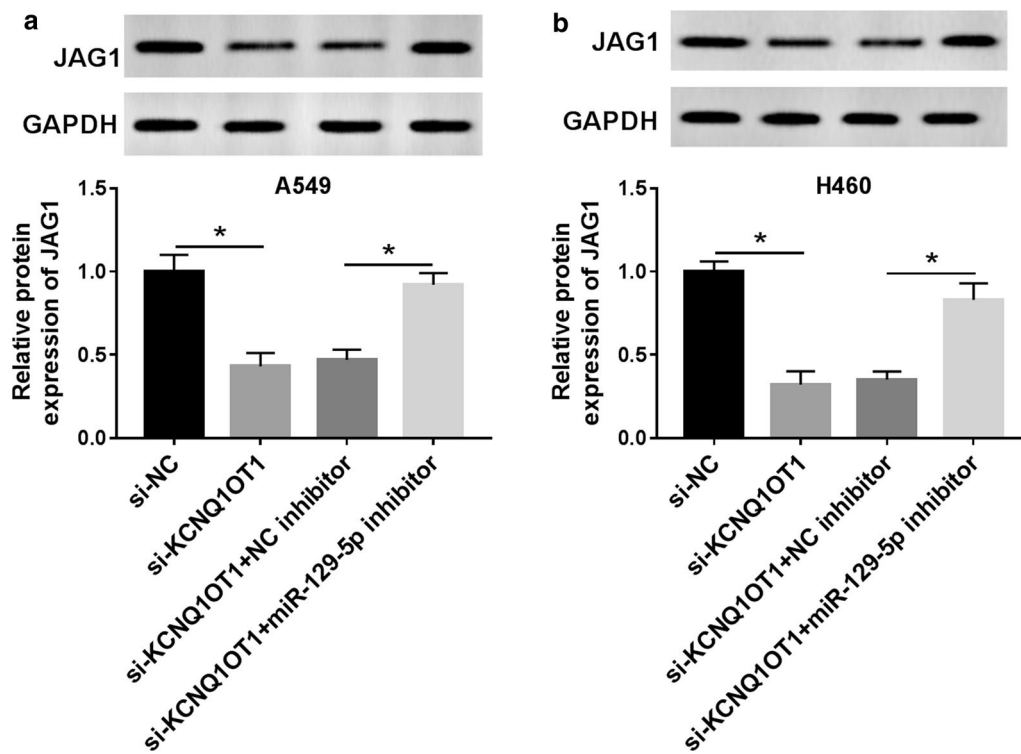 a
JAG1
GAPDH
A549
Relative protein
expression of JAG1
1.5
1.0
0.5
0.0
*
*
si-NC
si-KCNQ1OT1
si-KCNQ1OT1+NC inhibitor
si-KCNQ1OT1+miR-129-5p inhibitor
b
JAG1
GAPDH
H460
Relative protein
expression of JAG1
1.5
1.0
0.5
0.0
*
*
si-NC
si-KCNQ1OT1
si-KCNQ1OT1+NC inhibitor
si-KCNQ1OT1+miR-129-5p inhibitor